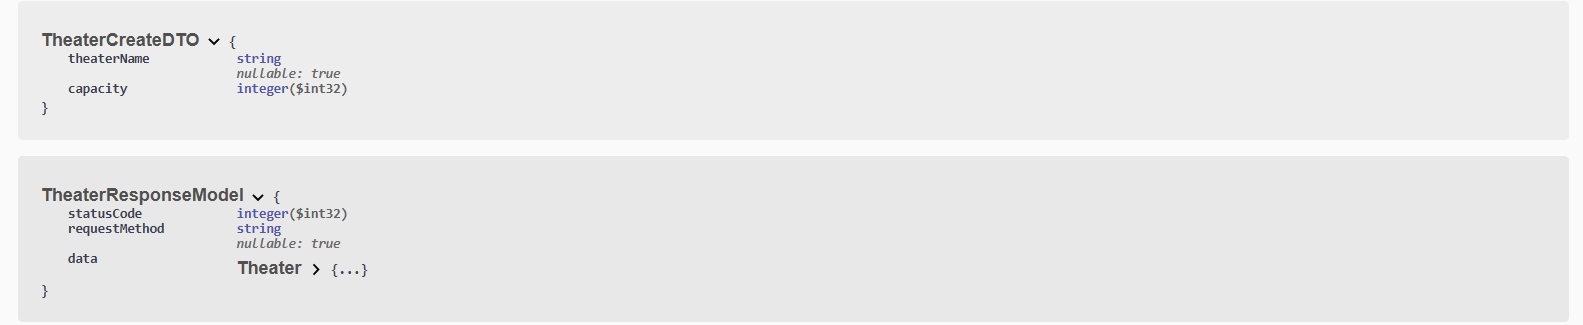 TheaterCreateDTO {
theaterName string
nullable: true
capacity integer($int32)
}
TheaterResponseModel {
statusCode integer($int32)
requestMethod string
nullable: true
data
Theater {...}
}